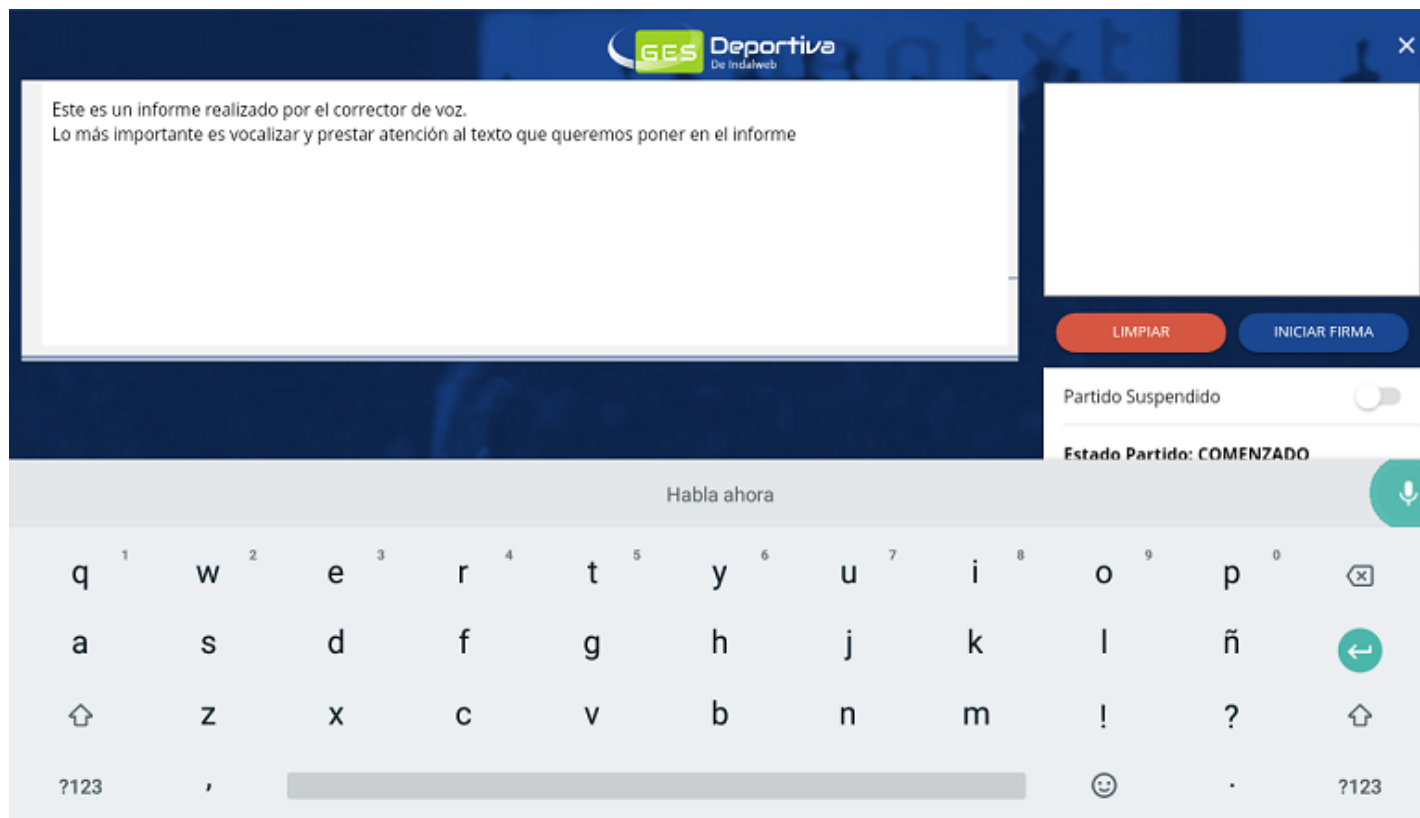 GES Deportiva
De Indalweb
Este es un informe realizado por el corrector de voz.
Lo más importante es vocalizar y prestar atención al texto que queremos poner en el informe
LIMPIAR
INICIAR FIRMA
Partido Suspendido
Estado Partido: COMENZADO
Habla ahora
q 1 w 2 e 3 r 4 t 5 y 6 u 7 i 8 o 9 p 0
a s d f g h j k l ñ
z x c v b n m ! ?
?123 , . ?123